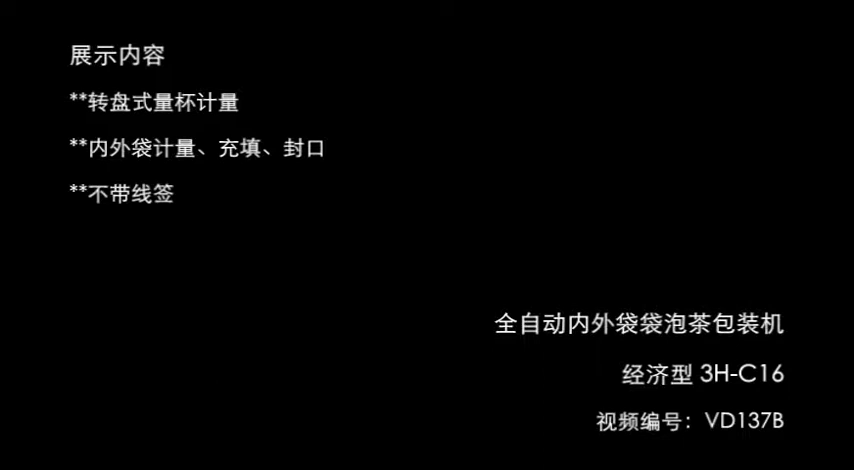 展示内容
**转盘式量杯计量
**内外袋计量、充填、封口
**不带线签
全自动内外袋袋泡茶包装机
经济型 3H-C16
视频编号：VD137B